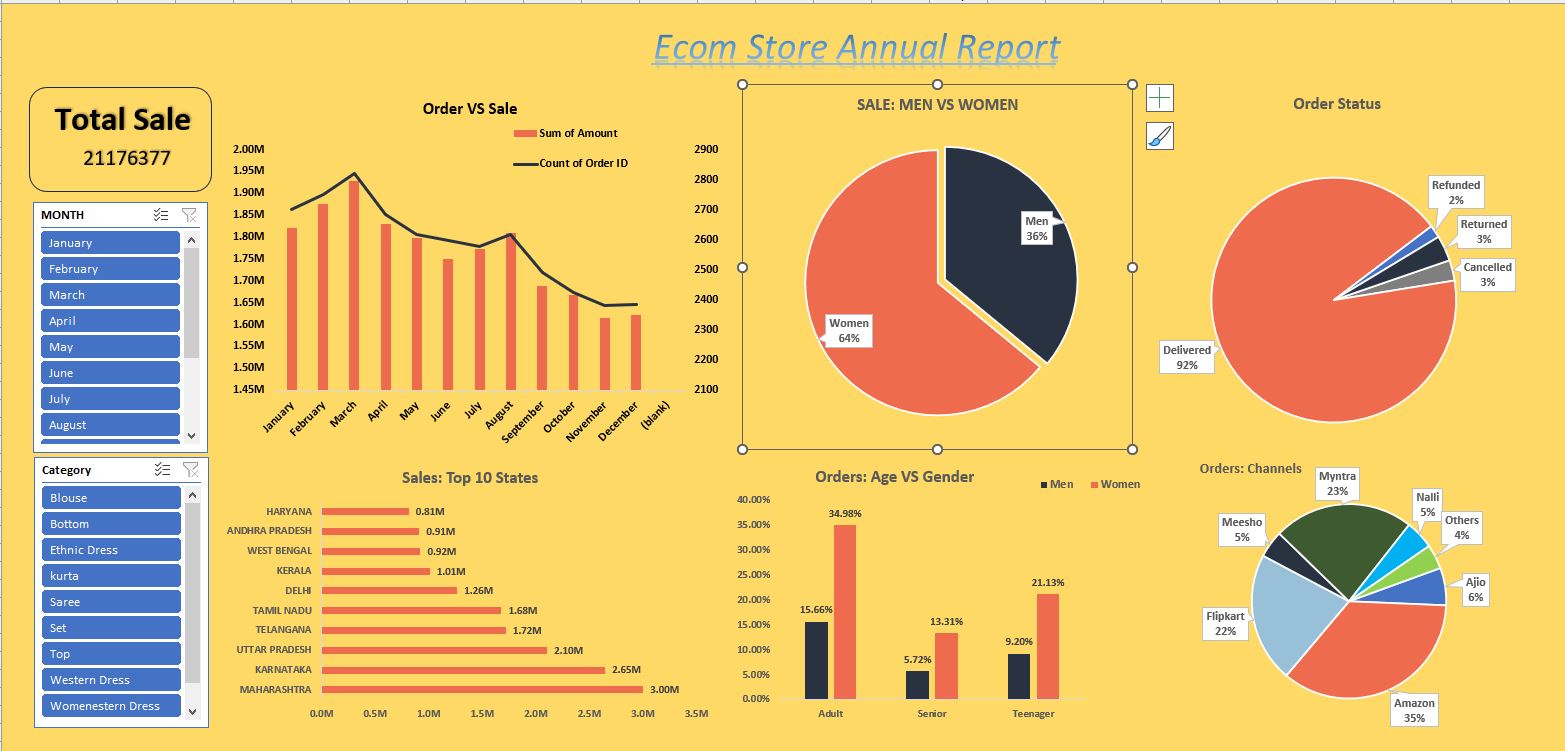 Ecom Store Annual Report
Total Sale
21176377
MONTH
January
February
March
April
May
June
July
August
Category
Blouse
Bottom
Ethnic Dress
kurta
Saree
Set
Top
Western Dress
Womenestern Dress
Order VS Sale
Sum of Amount
Count of Order ID
2.00M
1.95M
1.90M
1.85M
1.80M
1.75M
1.70M
1.65M
1.60M
1.55M
1.50M
1.45M
2900
2800
2700
2600
2500
2400
2300
2200
2100
January
February
March
April
May
June
July
August
September
October
November
December
(blank)
SALE: MEN VS WOMEN
Men
36%
Women
64%
Order Status
Refunded
2%
Returned
3%
Cancelled
3%
Delivered
92%
Sales: Top 10 States
HARYANA 0.81M
ANDHRA PRADESH 0.91M
WEST BENGAL 0.92M
KERALA 1.01M
DELHI 1.26M
TAMIL NADU 1.68M
TELANGANA 1.72M
UTTAR PRADESH 2.10M
KARNATAKA 2.65M
MAHARASHTRA 3.00M
0.0M 0.5M 1.0M 1.5M 2.0M 2.5M 3.0M 3.5M
Orders: Age VS Gender
Men Women
40.00%
35.00%
30.00%
25.00%
20.00%
15.00%
10.00%
5.00%
0.00%
15.66%
34.98%
5.72%
13.31%
9.20%
21.13%
Adult Senior Teenager
Orders: Channels
Myntra
23%
Nalli
5%
Others
4%
Meesho
5%
Ajio
6%
Flipkart
22%
Amazon
35%